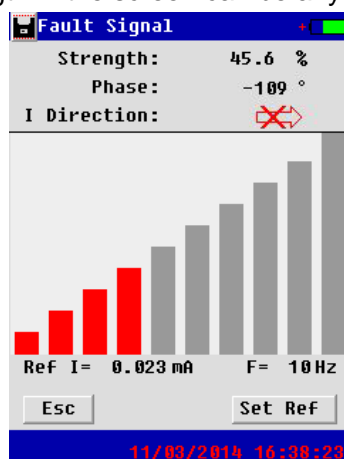 Fault Signal
Strength: 45.6 %
Phase: -109 °
I Direction:
Ref I= 0.023 mA F= 10 Hz
Esc Set Ref
11/03/2014 16:38:23